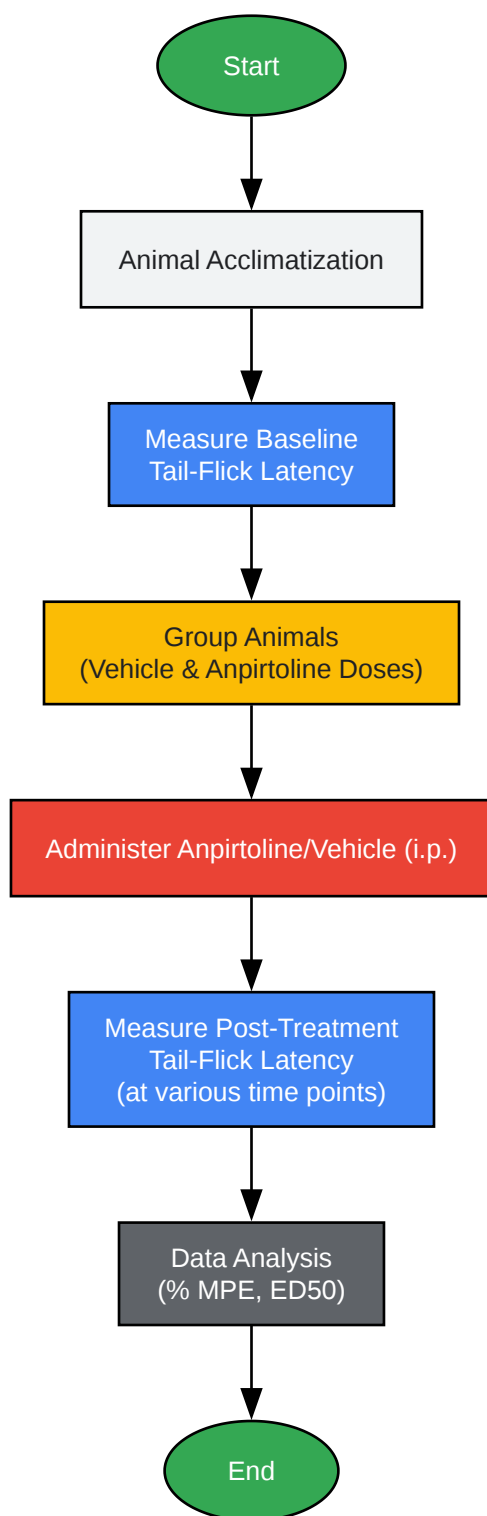 Start
Animal Acclimatization
Measure Baseline
Tail-Flick Latency
Group Animals
(Vehicle & Anpirtoline Doses)
Administer Anpirtoline/Vehicle (i.p.)
Measure Post-Treatment
Tail-Flick Latency
(at various time points)
Data Analysis
(% MPE, ED50)
End